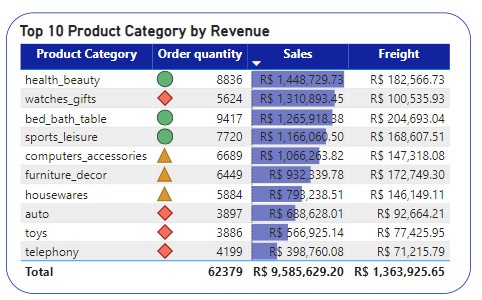 Top 10 Product Category by Revenue
Product Category Order quantity Sales Freight
health_beauty 8836 R$ 1,448,729.73 R$ 182,566.73
watches_gifts 5624 R$ 1,310,893.45 R$ 100,535.93
bed_bath_table 9417 R$ 1,265,918.38 R$ 204,693.04
sports_leisure 7720 R$ 1,166,060.50 R$ 168,607.51
computers_accessories 6689 R$ 1,066,263.82 R$ 147,318.08
furniture_decor 6449 R$ 932,339.78 R$ 172,749.30
housewares 5884 R$ 793,238.51 R$ 146,149.11
auto 3897 R$ 688,628.01 R$ 92,664.21
toys 3886 R$ 566,925.14 R$ 77,425.95
telephony 4199 R$ 398,760.08 R$ 71,215.79
Total 62379 R$ 9,585,629.20 R$ 1,363,925.65